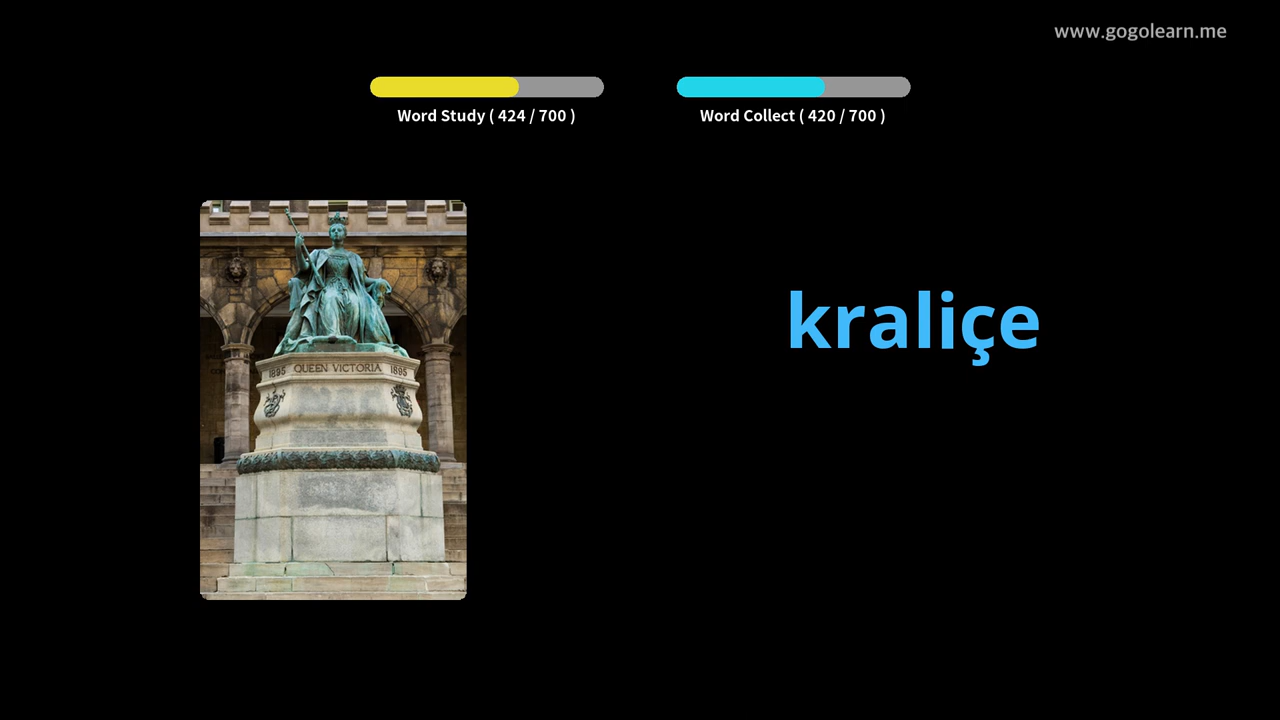 www.gogolearn.me
Word Study ( 424 / 700 )
Word Collect ( 420 / 700 )
kraliçe
1895 QUEEN VICTORIA 1895